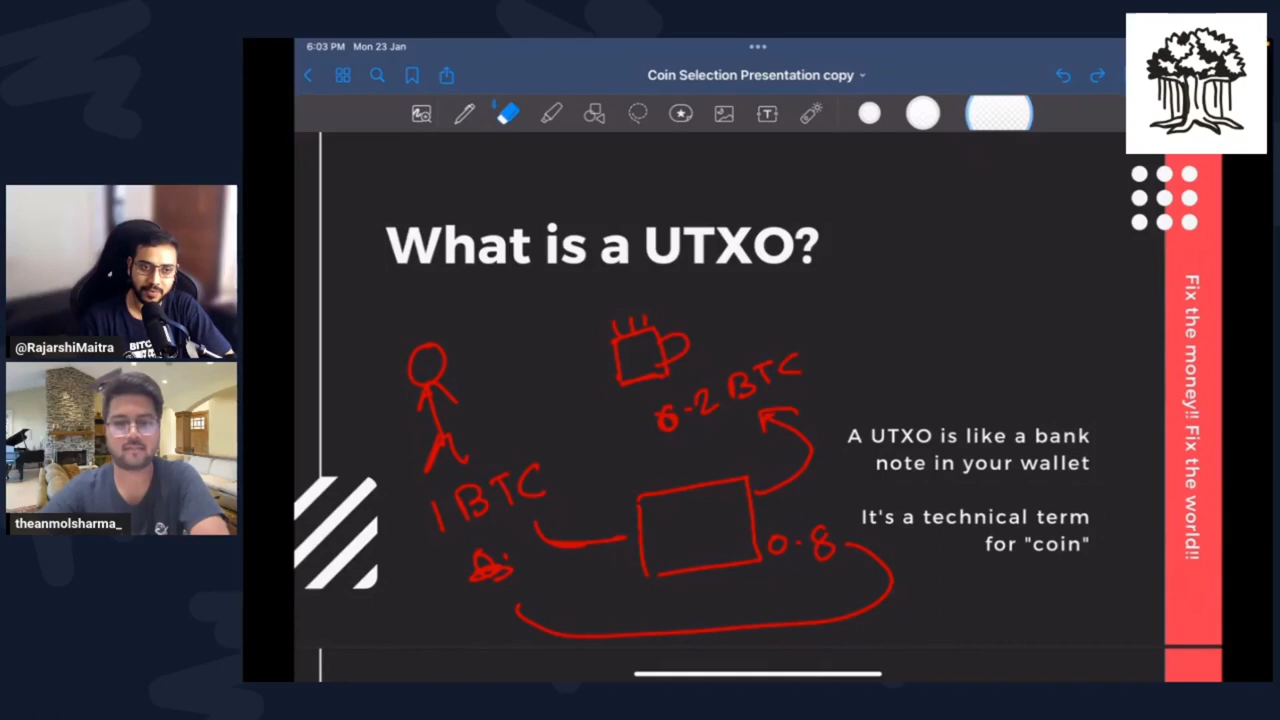 6:03 PM Mon 23 Jan
Coin Selection Presentation copy
What is a UTXO?
0.2 BTC
1 BTC
0.8
A UTXO is like a bank
note in your wallet
It's a technical term
for "coin"
Fix the money!! Fix the world!!
@RajarshiMaitra
BITC
theanmolsharma_